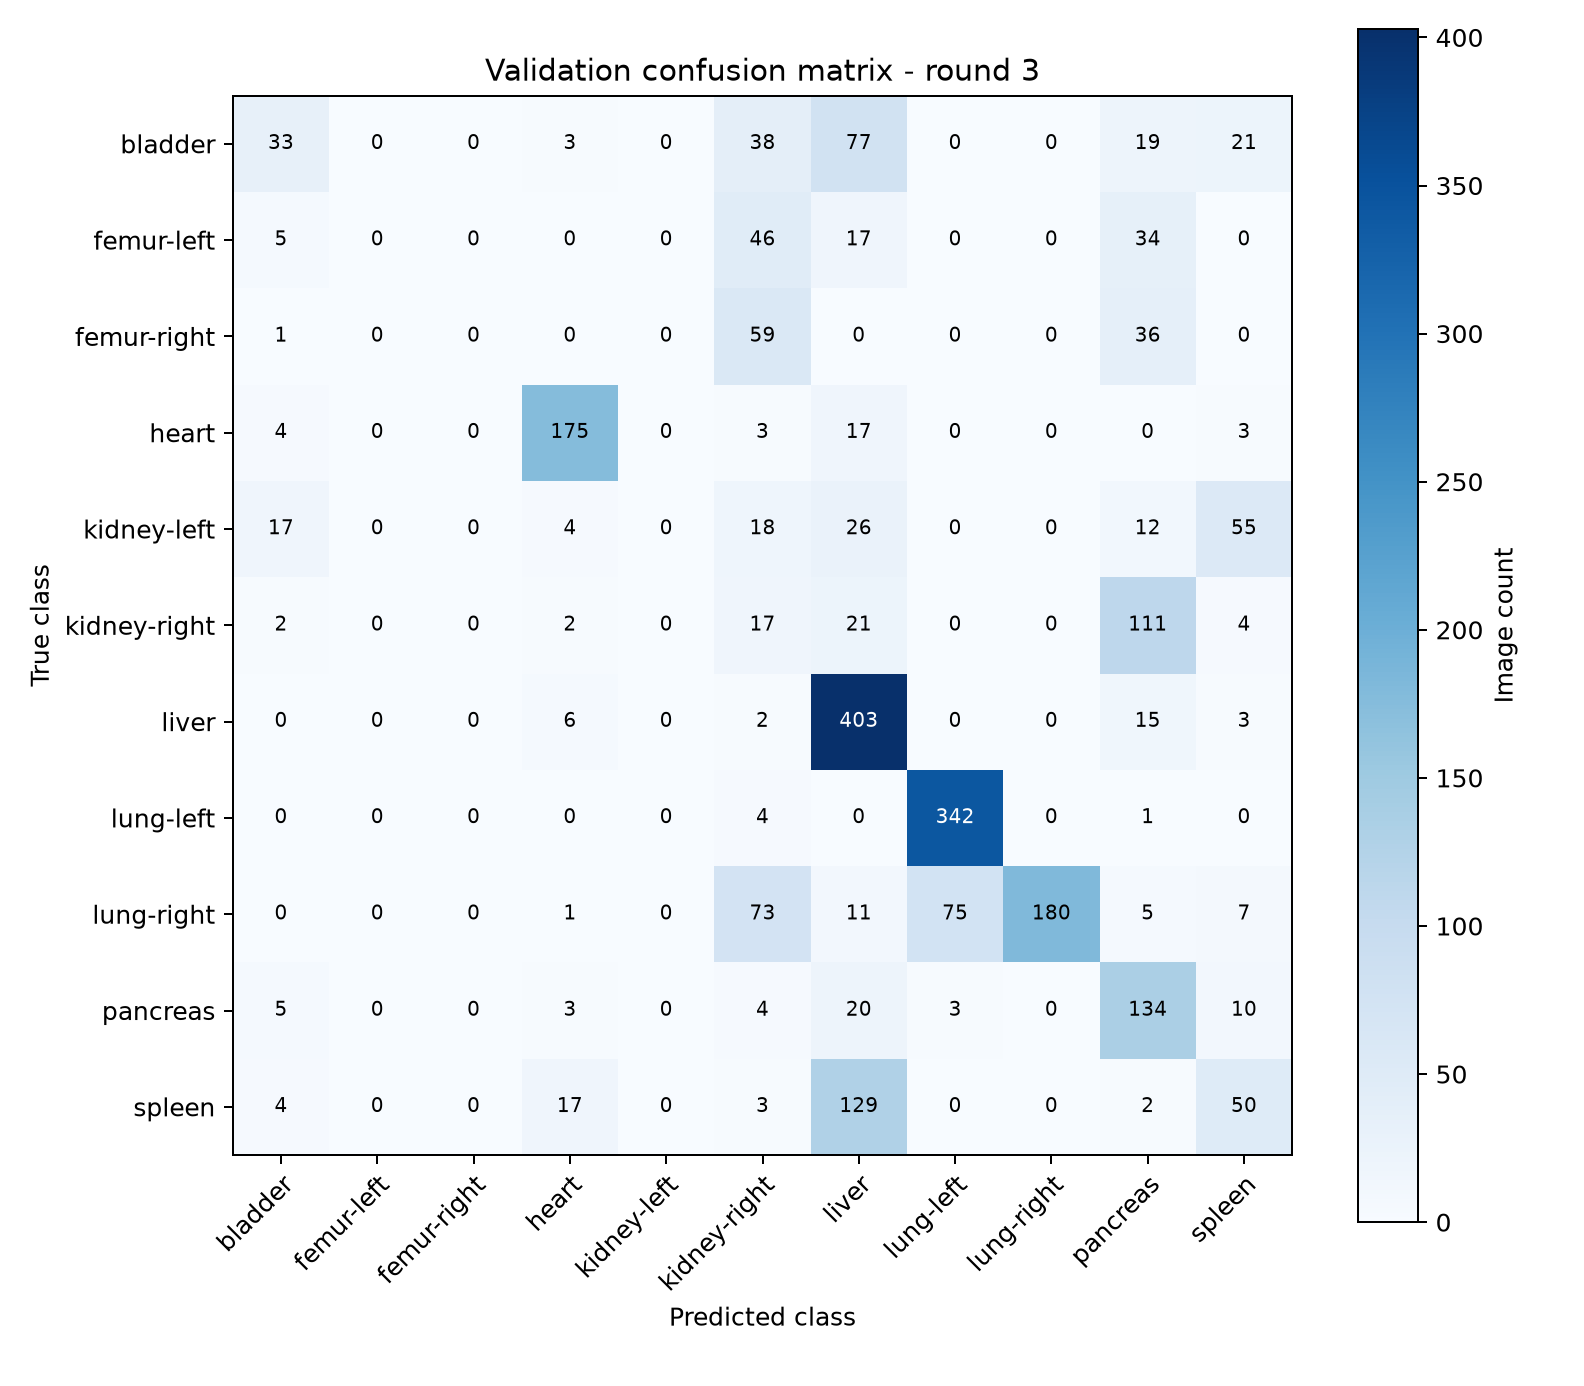 Validation confusion matrix - round 3
True class
bladder 33 0 0 3 0 38 77 0 0 19 21
femur-left 5 0 0 0 0 46 17 0 0 34 0
femur-right 1 0 0 0 0 59 0 0 0 36 0
heart 4 0 0 175 0 3 17 0 0 0 3
kidney-left 17 0 0 4 0 18 26 0 0 12 55
kidney-right 2 0 0 2 0 17 21 0 0 111 4
liver 0 0 0 6 0 2 403 0 0 15 3
lung-left 0 0 0 0 0 4 0 342 0 1 0
lung-right 0 0 0 1 0 73 11 75 180 5 7
pancreas 5 0 0 3 0 4 20 3 0 134 10
spleen 4 0 0 17 0 3 129 0 0 2 50
bladder femur-left femur-right heart kidney-left kidney-right liver lung-left lung-right pancreas spleen
Predicted class
400
350
300
250
200
150
100
50
0
Image count